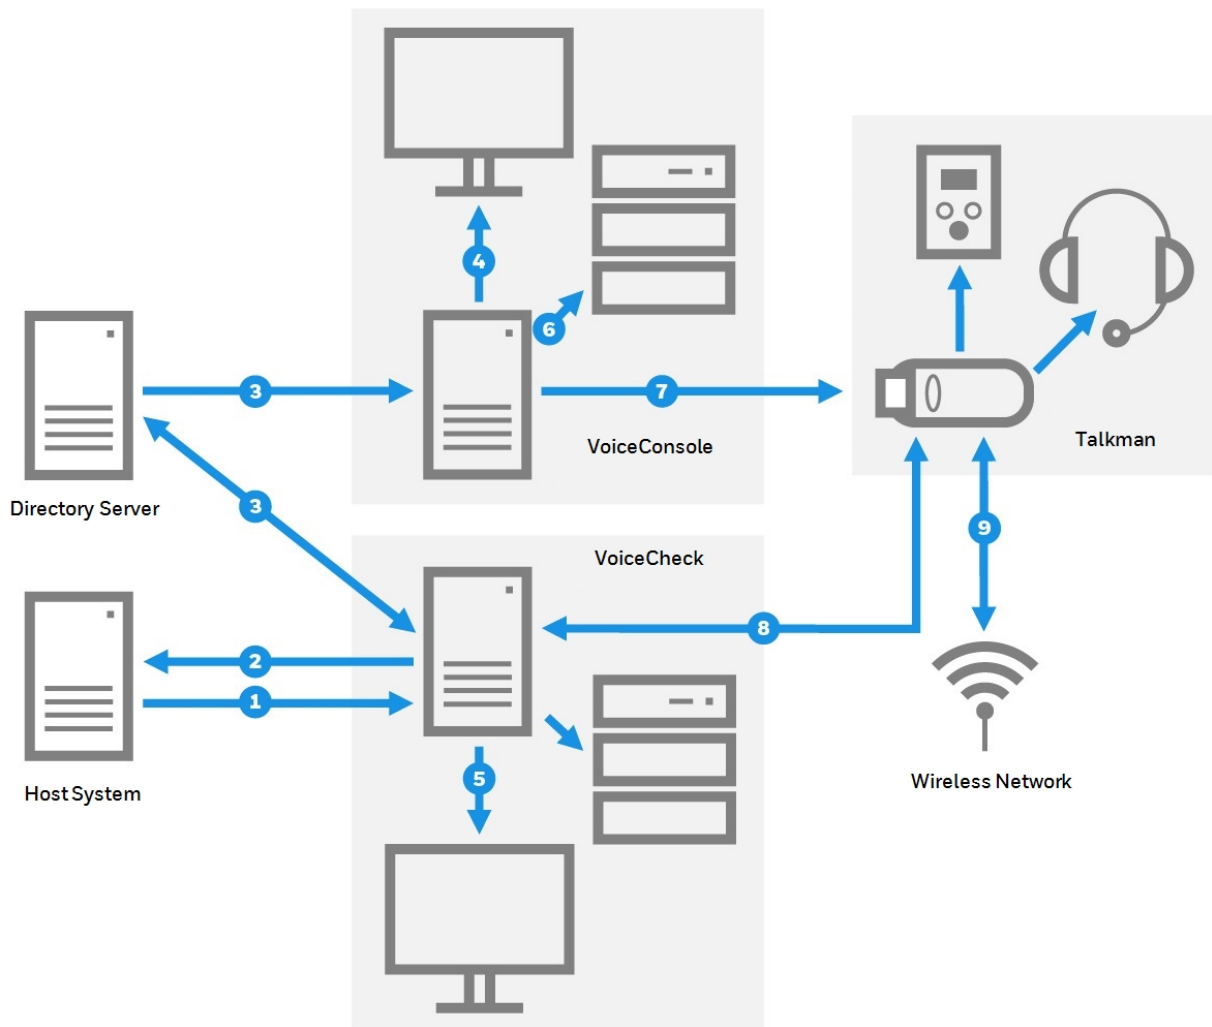 4
6
3
7
VoiceConsole
Talkman
Directory Server
3
9
VoiceCheck
8
2
1
Wireless Network
5
Host System